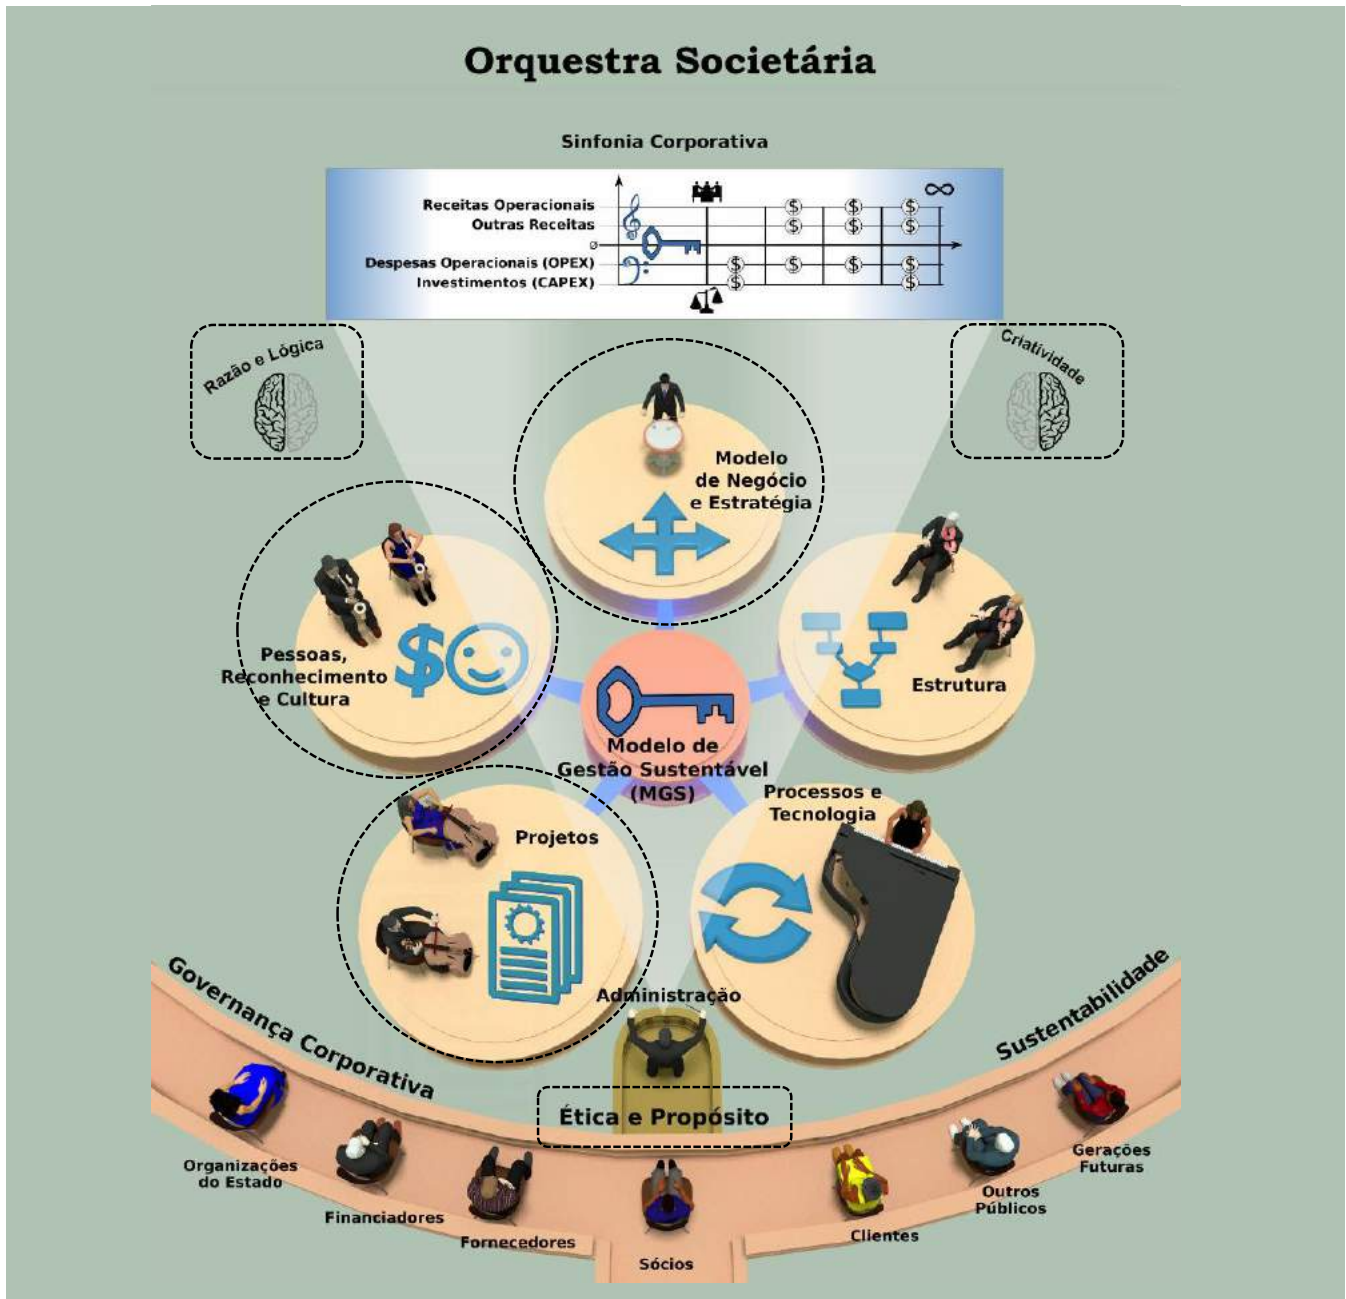 Orquestra Societária
Sinfonia Corporativa
Receitas Operacionais
Outras Receitas
Despesas Operacionais (OPEX)
Investimentos (CAPEX)
∞
$ $ $
$ $ $
Ø
$ $ $ $
$ $
Razão e Lógica
Criatividade
Modelo
de Negócio
e Estratégia
Pessoas,
Reconhecimento
e Cultura
$
Estrutura
Modelo de
Gestão Sustentável
(MGS)
Projetos
Processos e
Tecnologia
Administração
Governança Corporativa
Sustentabilidade
Ética e Propósito
Organizações
do Estado
Financiadores
Fornecedores
Sócios
Clientes
Outros
Públicos
Gerações
Futuras